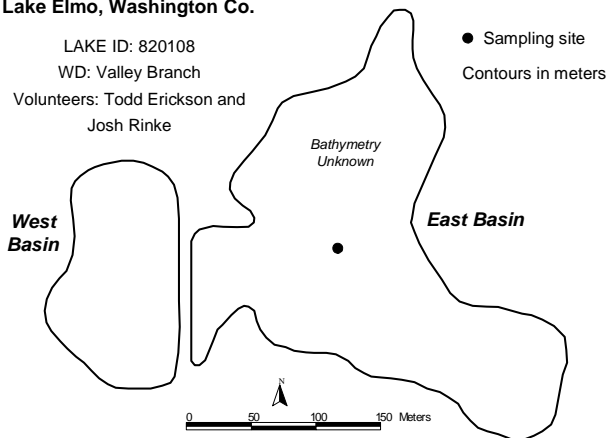 Lake Elmo, Washington Co.
LAKE ID: 820108
WD: Valley Branch
Volunteers: Todd Erickson and
Josh Rinke
Sampling site
Contours in meters
Bathymetry
Unknown
West
Basin
East Basin
N
0 50 100 150 Meters